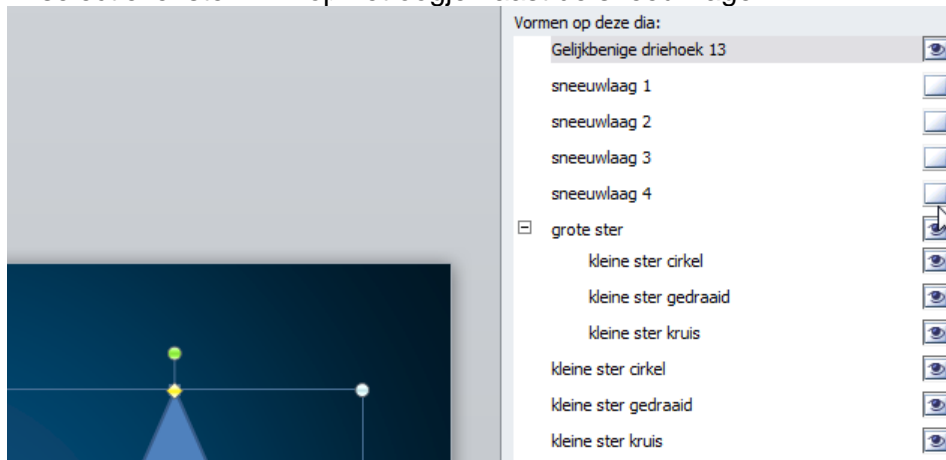 Vormen op deze dia:
Gelijkbenige driehoek 13
sneeuwlaag 1
sneeuwlaag 2
sneeuwlaag 3
sneeuwlaag 4
grote ster
kleine ster cirkel
kleine ster gedraaid
kleine ster kruis
kleine ster cirkel
kleine ster gedraaid
kleine ster kruis